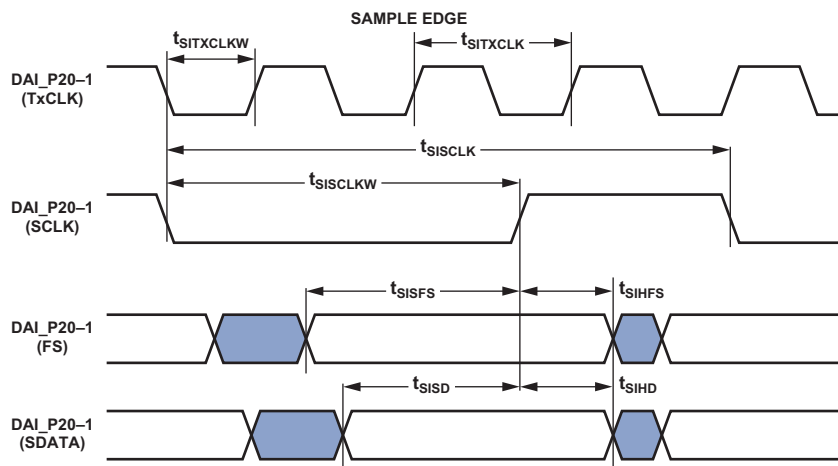 SAMPLE EDGE
tSITXCLKW
tSITXCLK
DAI_P20–1
(TxCLK)
tSISCLK
tSISCLKW
DAI_P20–1
(SCLK)
tSISFS
tSIHFS
DAI_P20–1
(FS)
tSISD
tSIHD
DAI_P20–1
(SDATA)